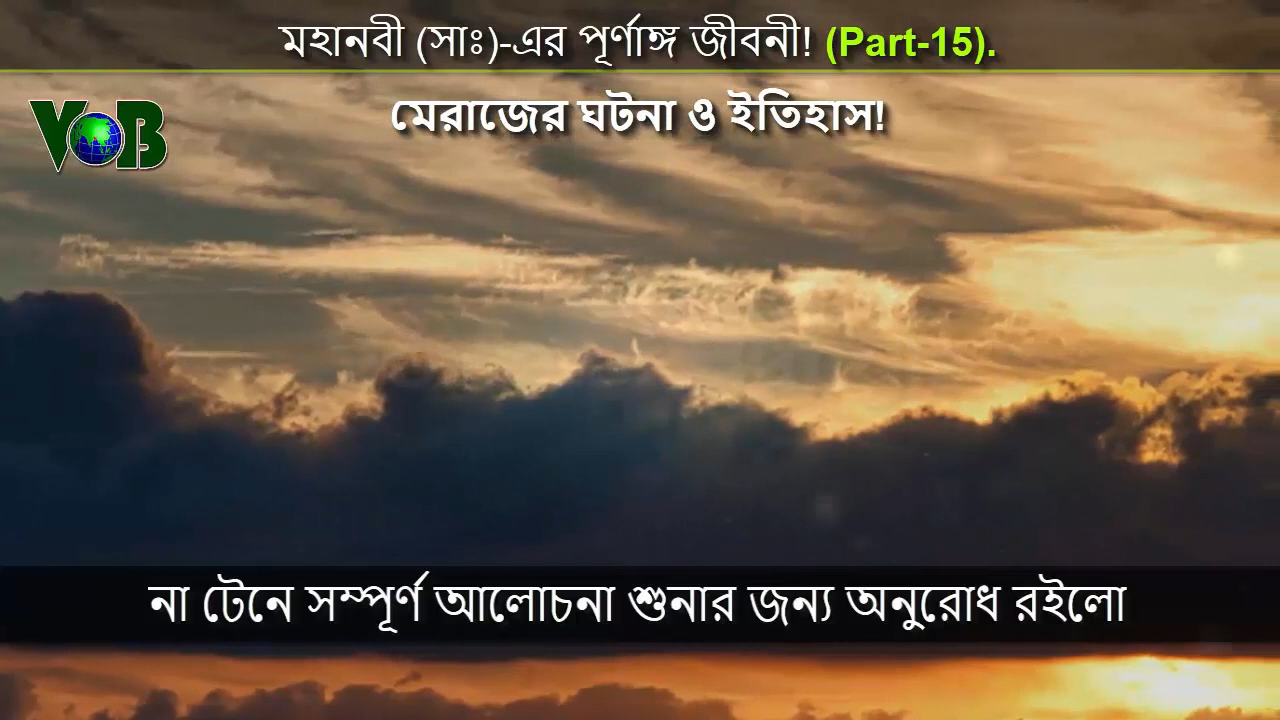 মহানবী (সাঃ)-এর পূর্ণাঙ্গ জীবনী! (Part-15).
মেরাজের ঘটনা ও ইতিহাস!
VOB
না টেনে সম্পূর্ণ আলোচনা শুনার জন্য অনুরোধ রইলো